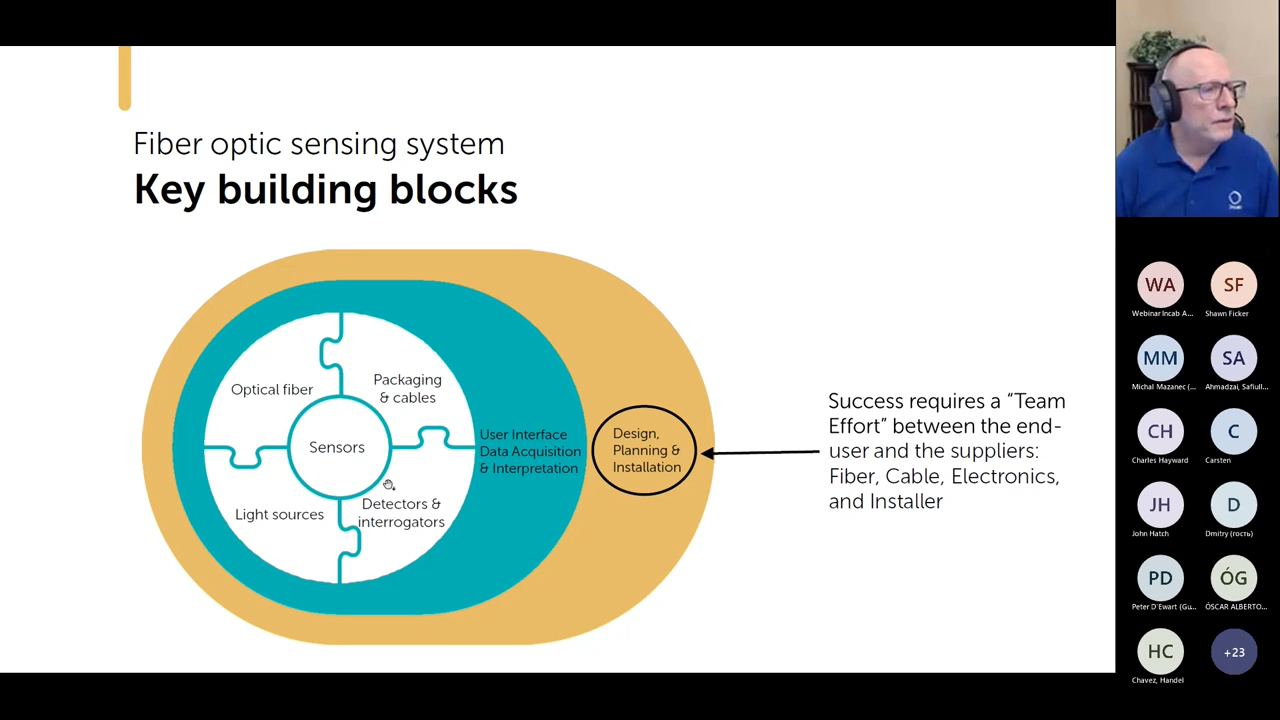 Fiber optic sensing system
Key building blocks
Optical fiber
Packaging
& cables
Sensors
User Interface
Data Acquisition
& Interpretation
Design,
Planning &
Installation
Light sources
Detectors &
interrogators
Success requires a “Team
Effort” between the end-
user and the suppliers:
Fiber, Cable, Electronics,
and Installer
WA
Webinar Incab A...
SF
Shawn Ficker
MM
Michal Mazanec (...
SA
Ahmadzai, Safiull...
CH
Charles Hayward
C
Carsten
JH
John Hatch
D
Dmitry (гость)
PD
Peter D'Ewart (Gu...
ÓG
ÓSCAR ALBERTO...
HC
Chavez, Handel
+23